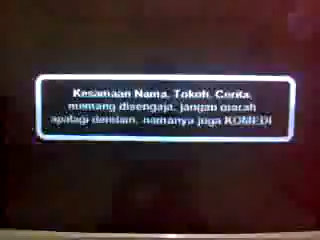 Kesamaan Nama, Tokoh, Cerita,
memang disengaja, jangan marah
apalagi dendam, namanya juga KOMEDI